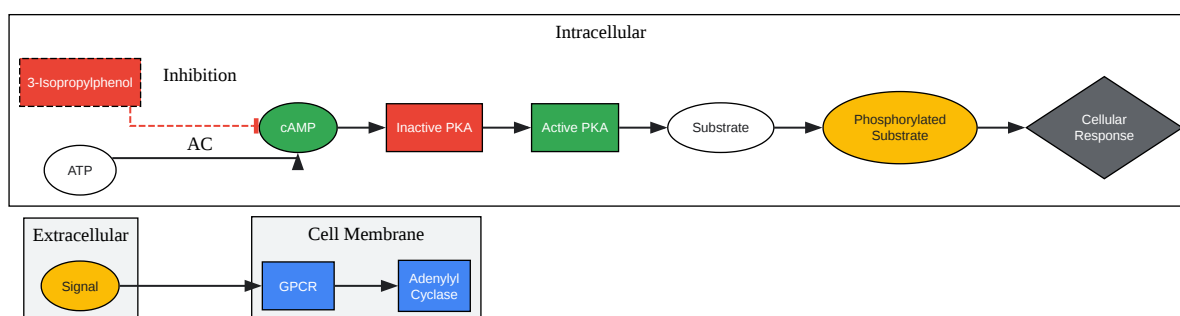 Intracellular
3-Isopropylphenol
Inhibition
cAMP
Inactive PKA
Active PKA
Substrate
Phosphorylated
Substrate
Cellular
Response
AC
ATP
Extracellular
Cell Membrane
Signal
GPCR
Adenylyl
Cyclase